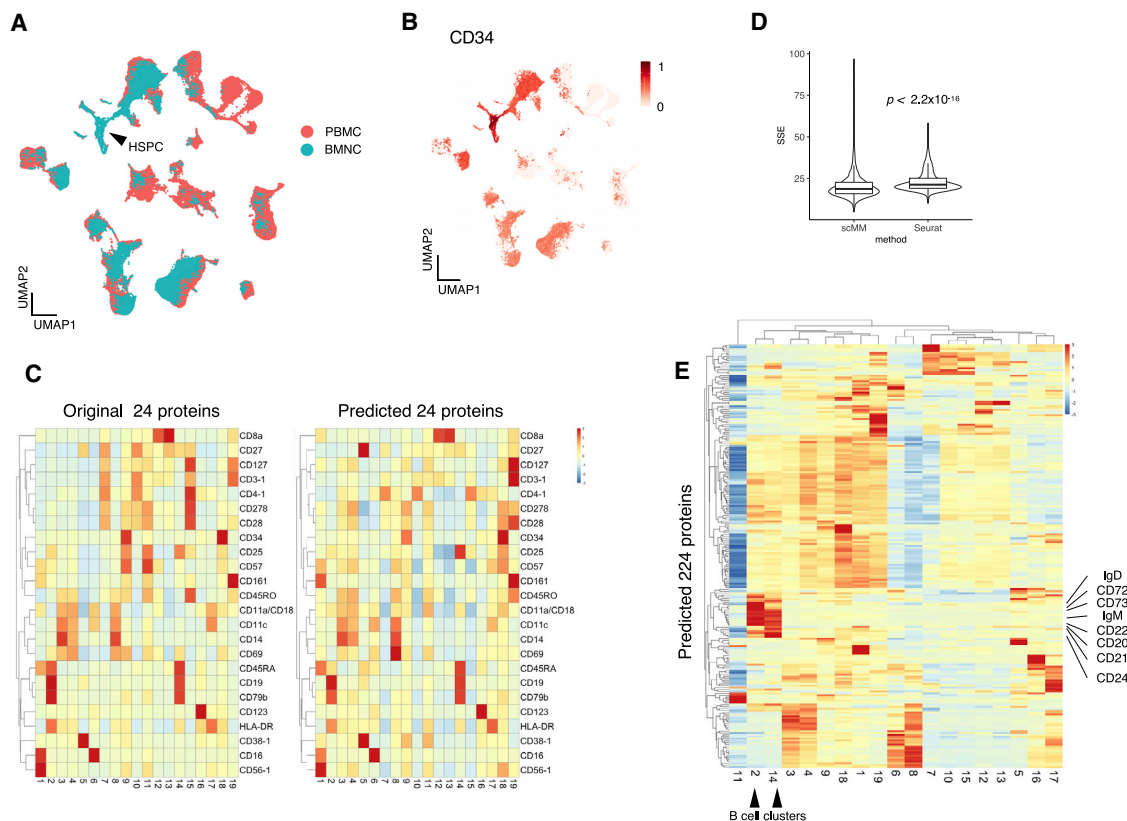 A
HSPC
PBMC
BMNC
UMAP2
UMAP1
B
CD34
1
0
UMAP2
UMAP1
D
100
75
50
25
SSE
p < 2.2x10-16
scMM
Seurat
method
C
Original 24 proteins
CD8a
CD27
CD127
CD3-1
CD4-1
CD278
CD28
CD34
CD25
CD57
CD161
CD45RO
CD11a/CD18
CD11c
CD14
CD69
CD45RA
CD19
CD79b
CD123
HLA-DR
CD38-1
CD16
CD56-1
1 2 3 4 5 6 7 8 9 10 11 12 13 14 15 16 17 18 19
Predicted 24 proteins
CD8a
CD27
CD127
CD3-1
CD4-1
CD278
CD28
CD34
CD25
CD57
CD161
CD45RO
CD11a/CD18
CD11c
CD14
CD69
CD45RA
CD19
CD79b
CD123
HLA-DR
CD38-1
CD16
CD56-1
1 2 3 4 5 6 7 8 9 10 11 12 13 14 15 16 17 18 19
E
Predicted 224 proteins
IgD
CD72
CD73
IgM
CD22
CD20
CD21
CD24
11 2 14 3 4 9 18 1 19 6 8 7 10 15 12 13 5 16 17
B cell clusters